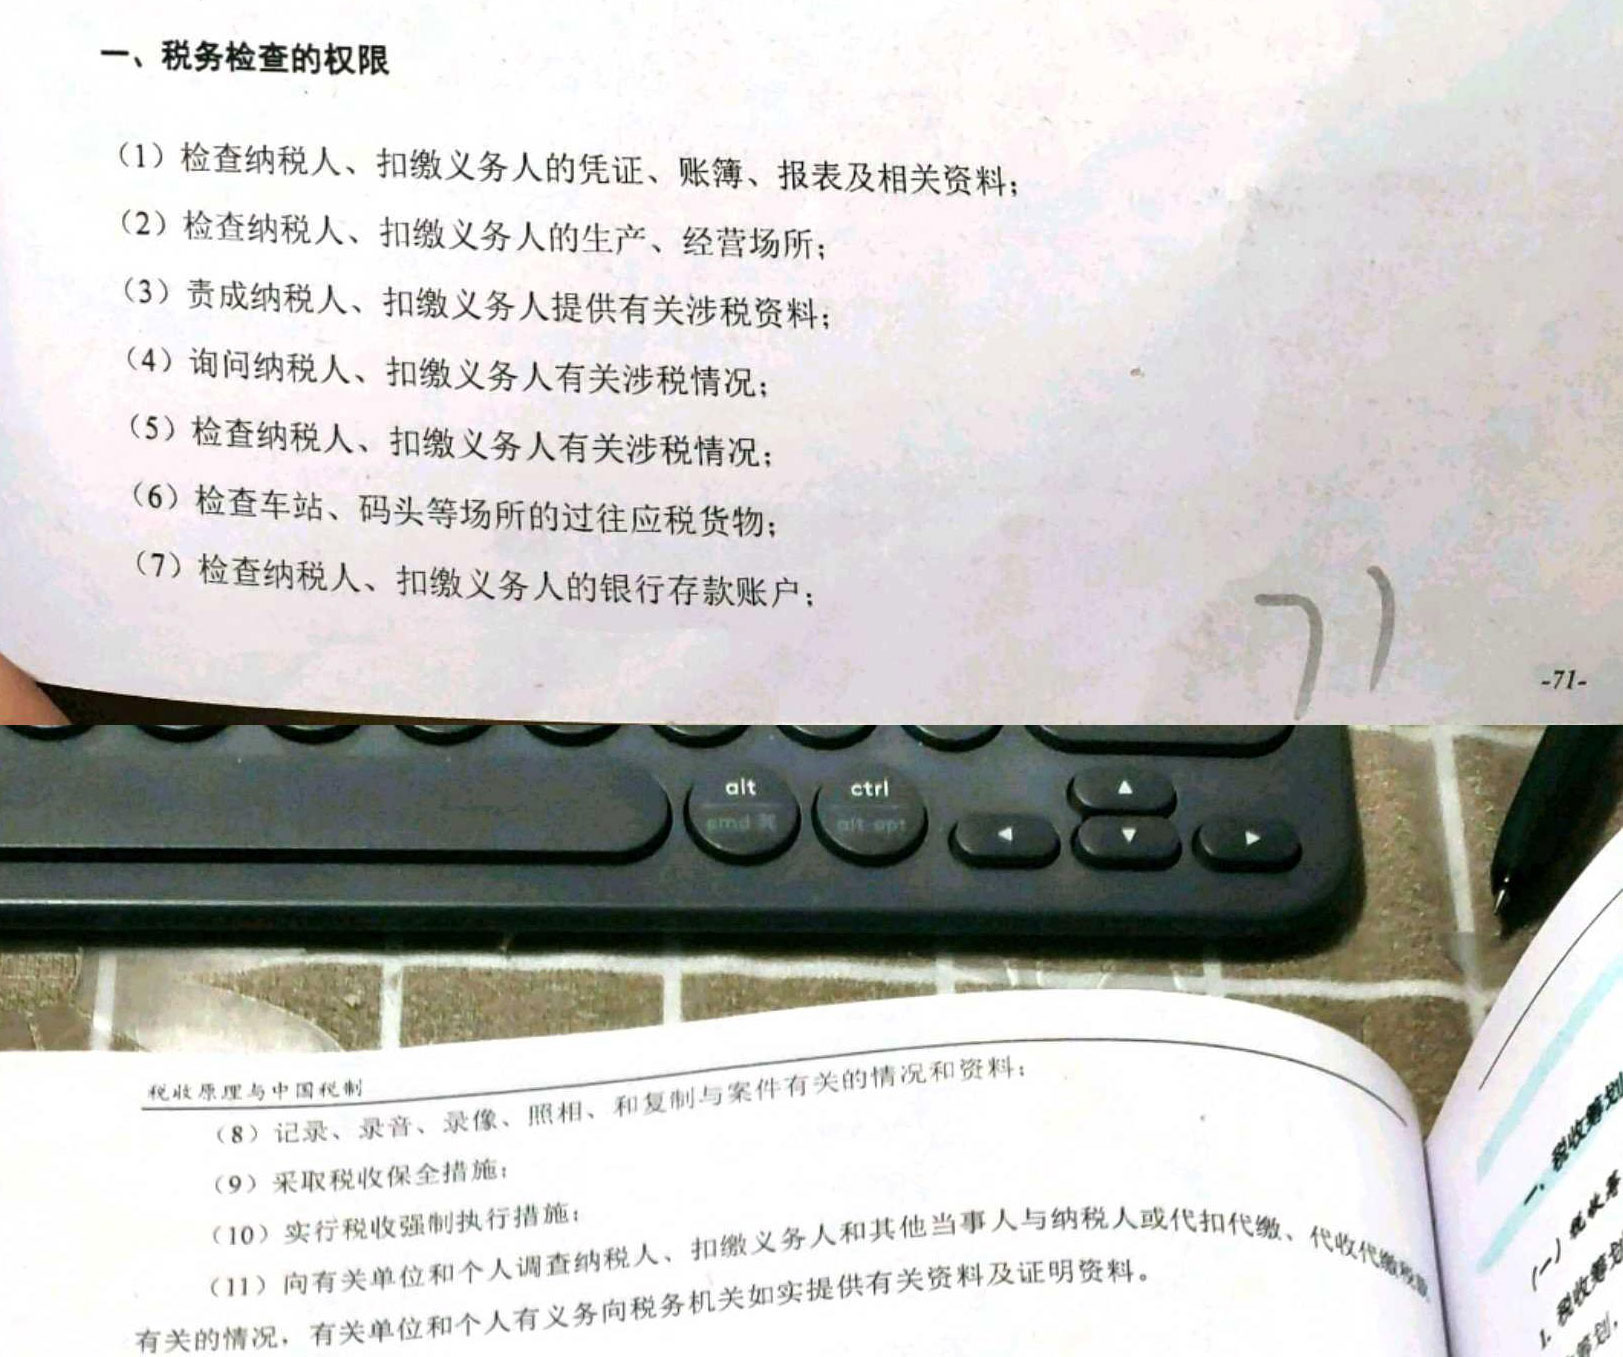 一、税务检查的权限
（1）检查纳税人、扣缴义务人的凭证、账簿、报表及相关资料；
（2）检查纳税人、扣缴义务人的生产、经营场所；
（3）责成纳税人、扣缴义务人提供有关涉税资料；
（4）询问纳税人、扣缴义务人有关涉税情况；
（5）检查纳税人、扣缴义务人有关涉税情况；
（6）检查车站、码头等场所的过往应税货物；
（7）检查纳税人、扣缴义务人的银行存款账户；
71
-71-
alt
cmd ⌘
ctrl
alt opt
▲
◀
▼
▶
税收原理与中国税制
（8）记录、录音、录像、照相、和复制与案件有关的情况和资料；
（9）采取税收保全措施；
（10）实行税收强制执行措施；
（11）向有关单位和个人调查纳税人、扣缴义务人和其他当事人与纳税人或代扣代缴、代收代缴
有关的情况，有关单位和个人有义务向税务机关如实提供有关资料及证明资料。
一、税收筹划
（一）税收筹
1. 税收筹划
筹划，